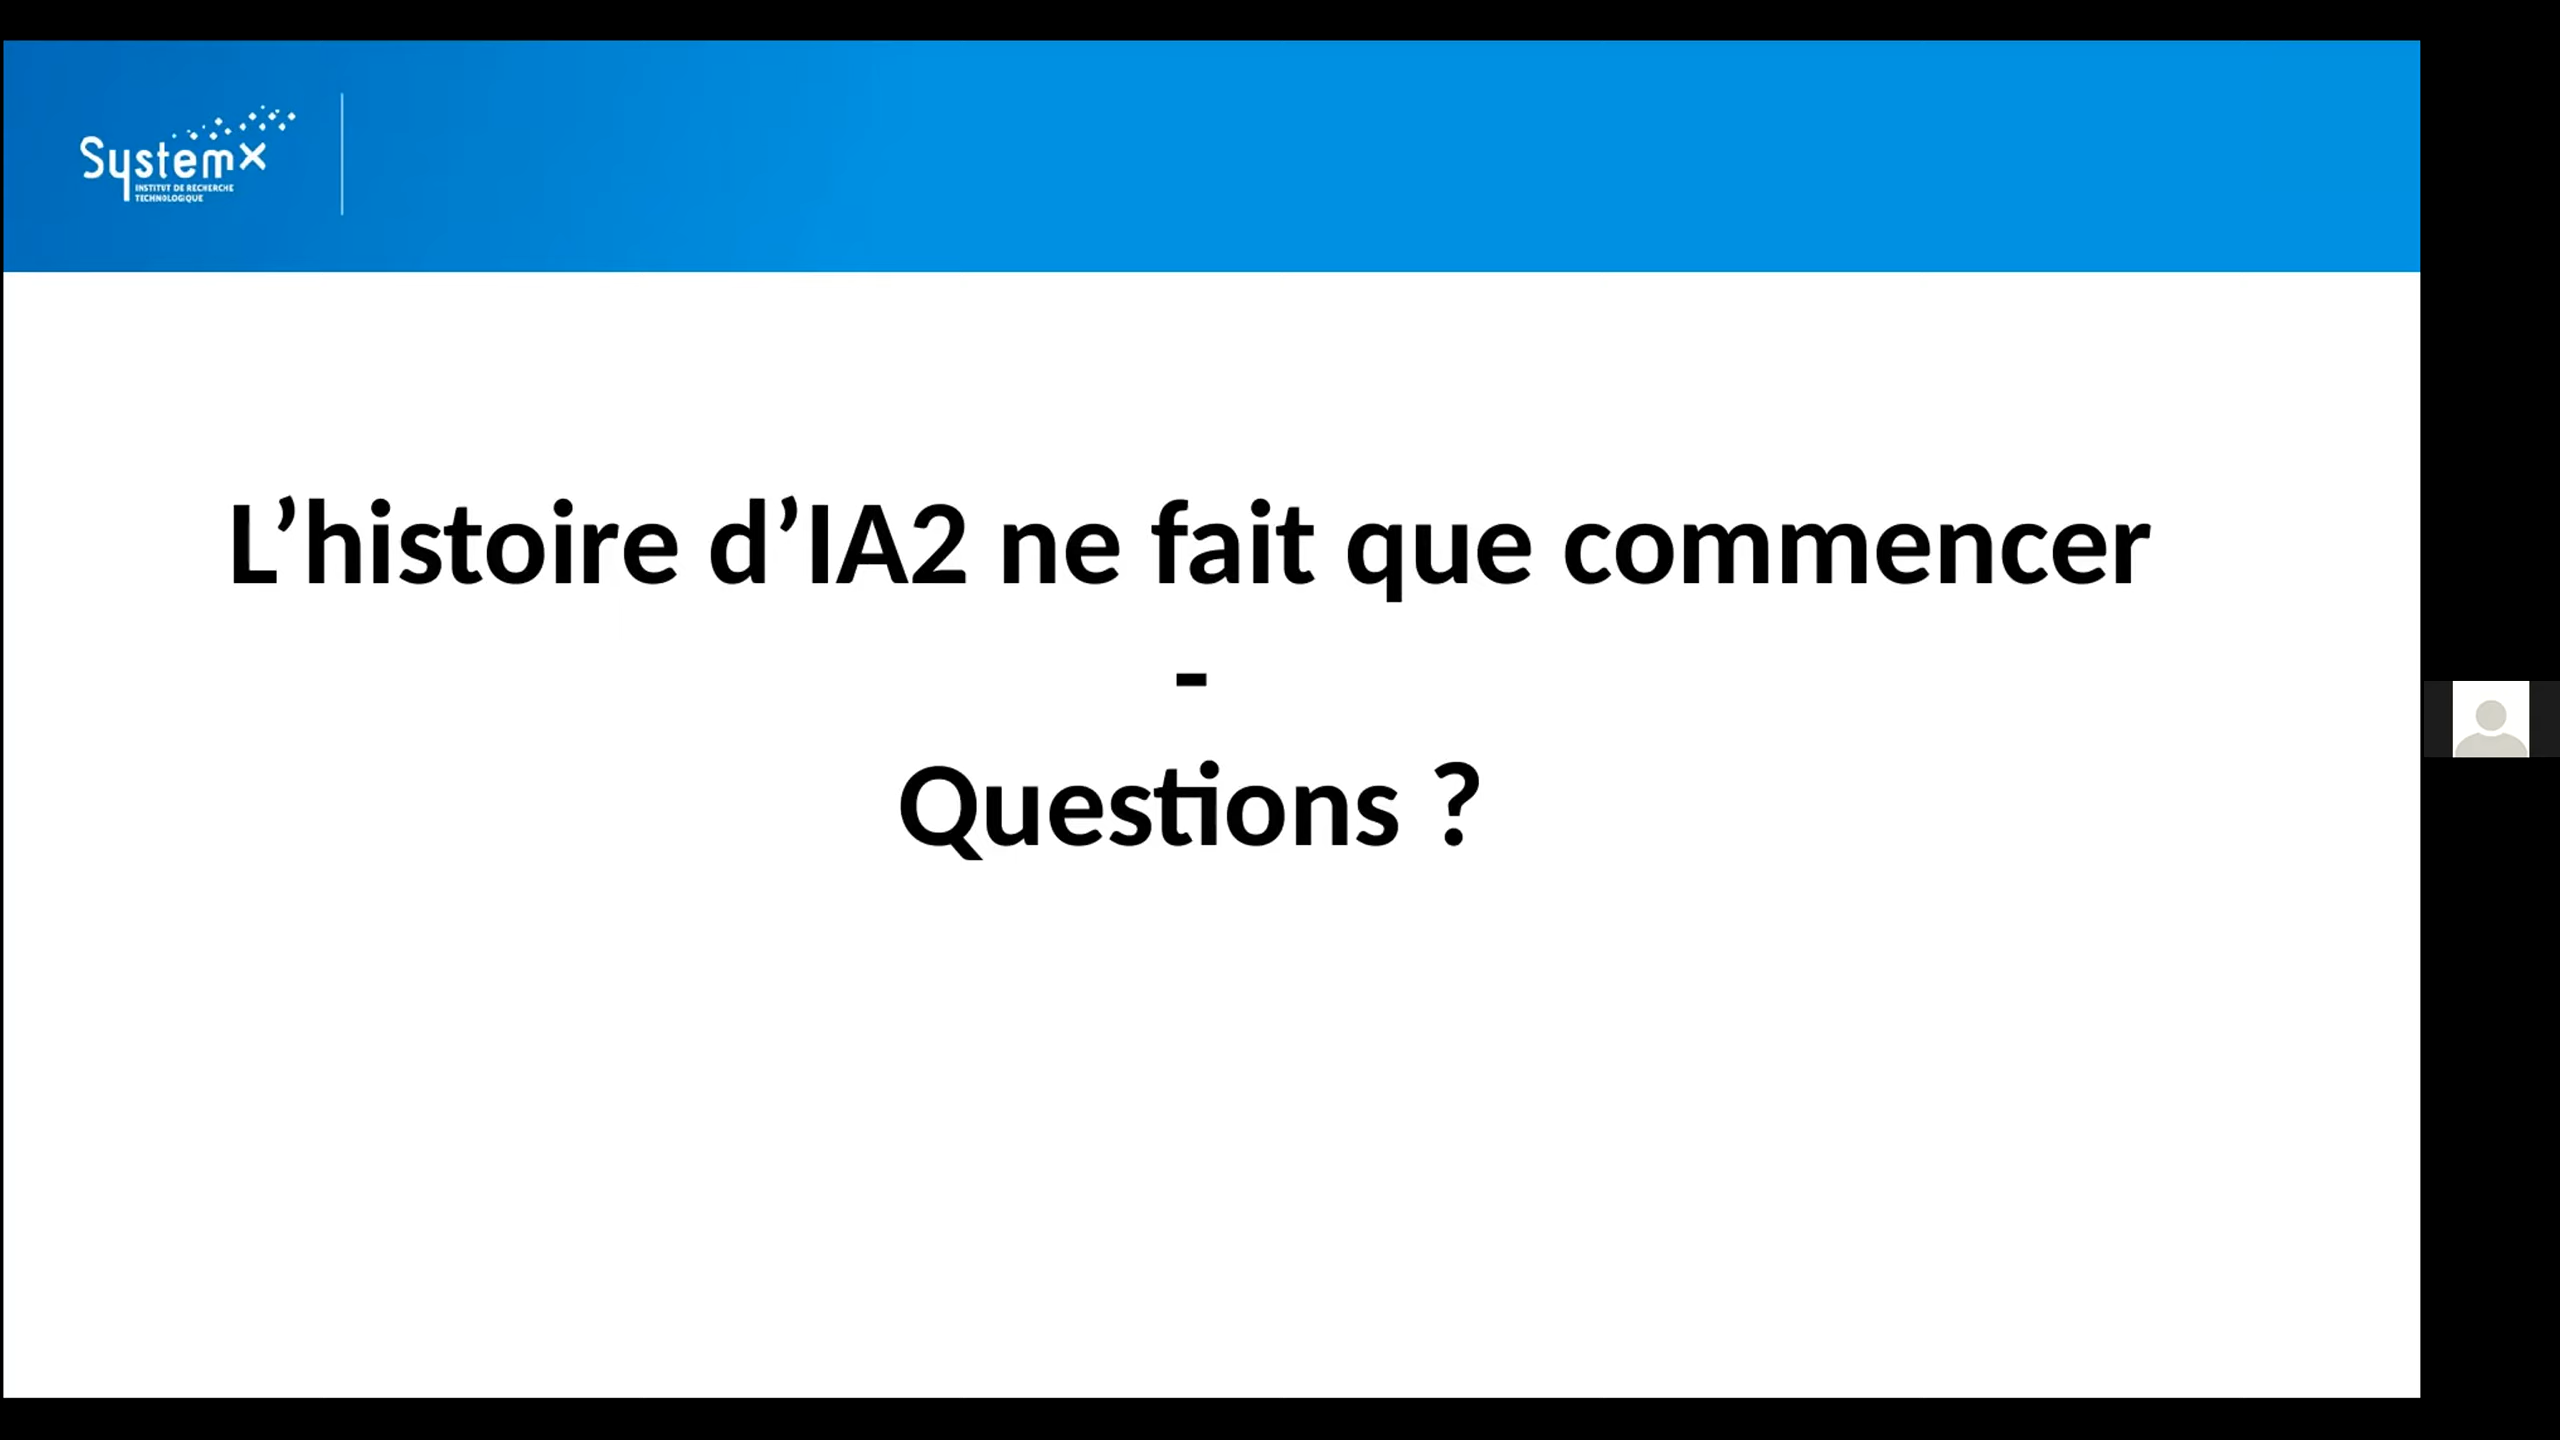 Systemx
INSTITUT DE RECHERCHE
TECHNOLOGIQUE
L’histoire d’IA2 ne fait que commencer
-
Questions ?